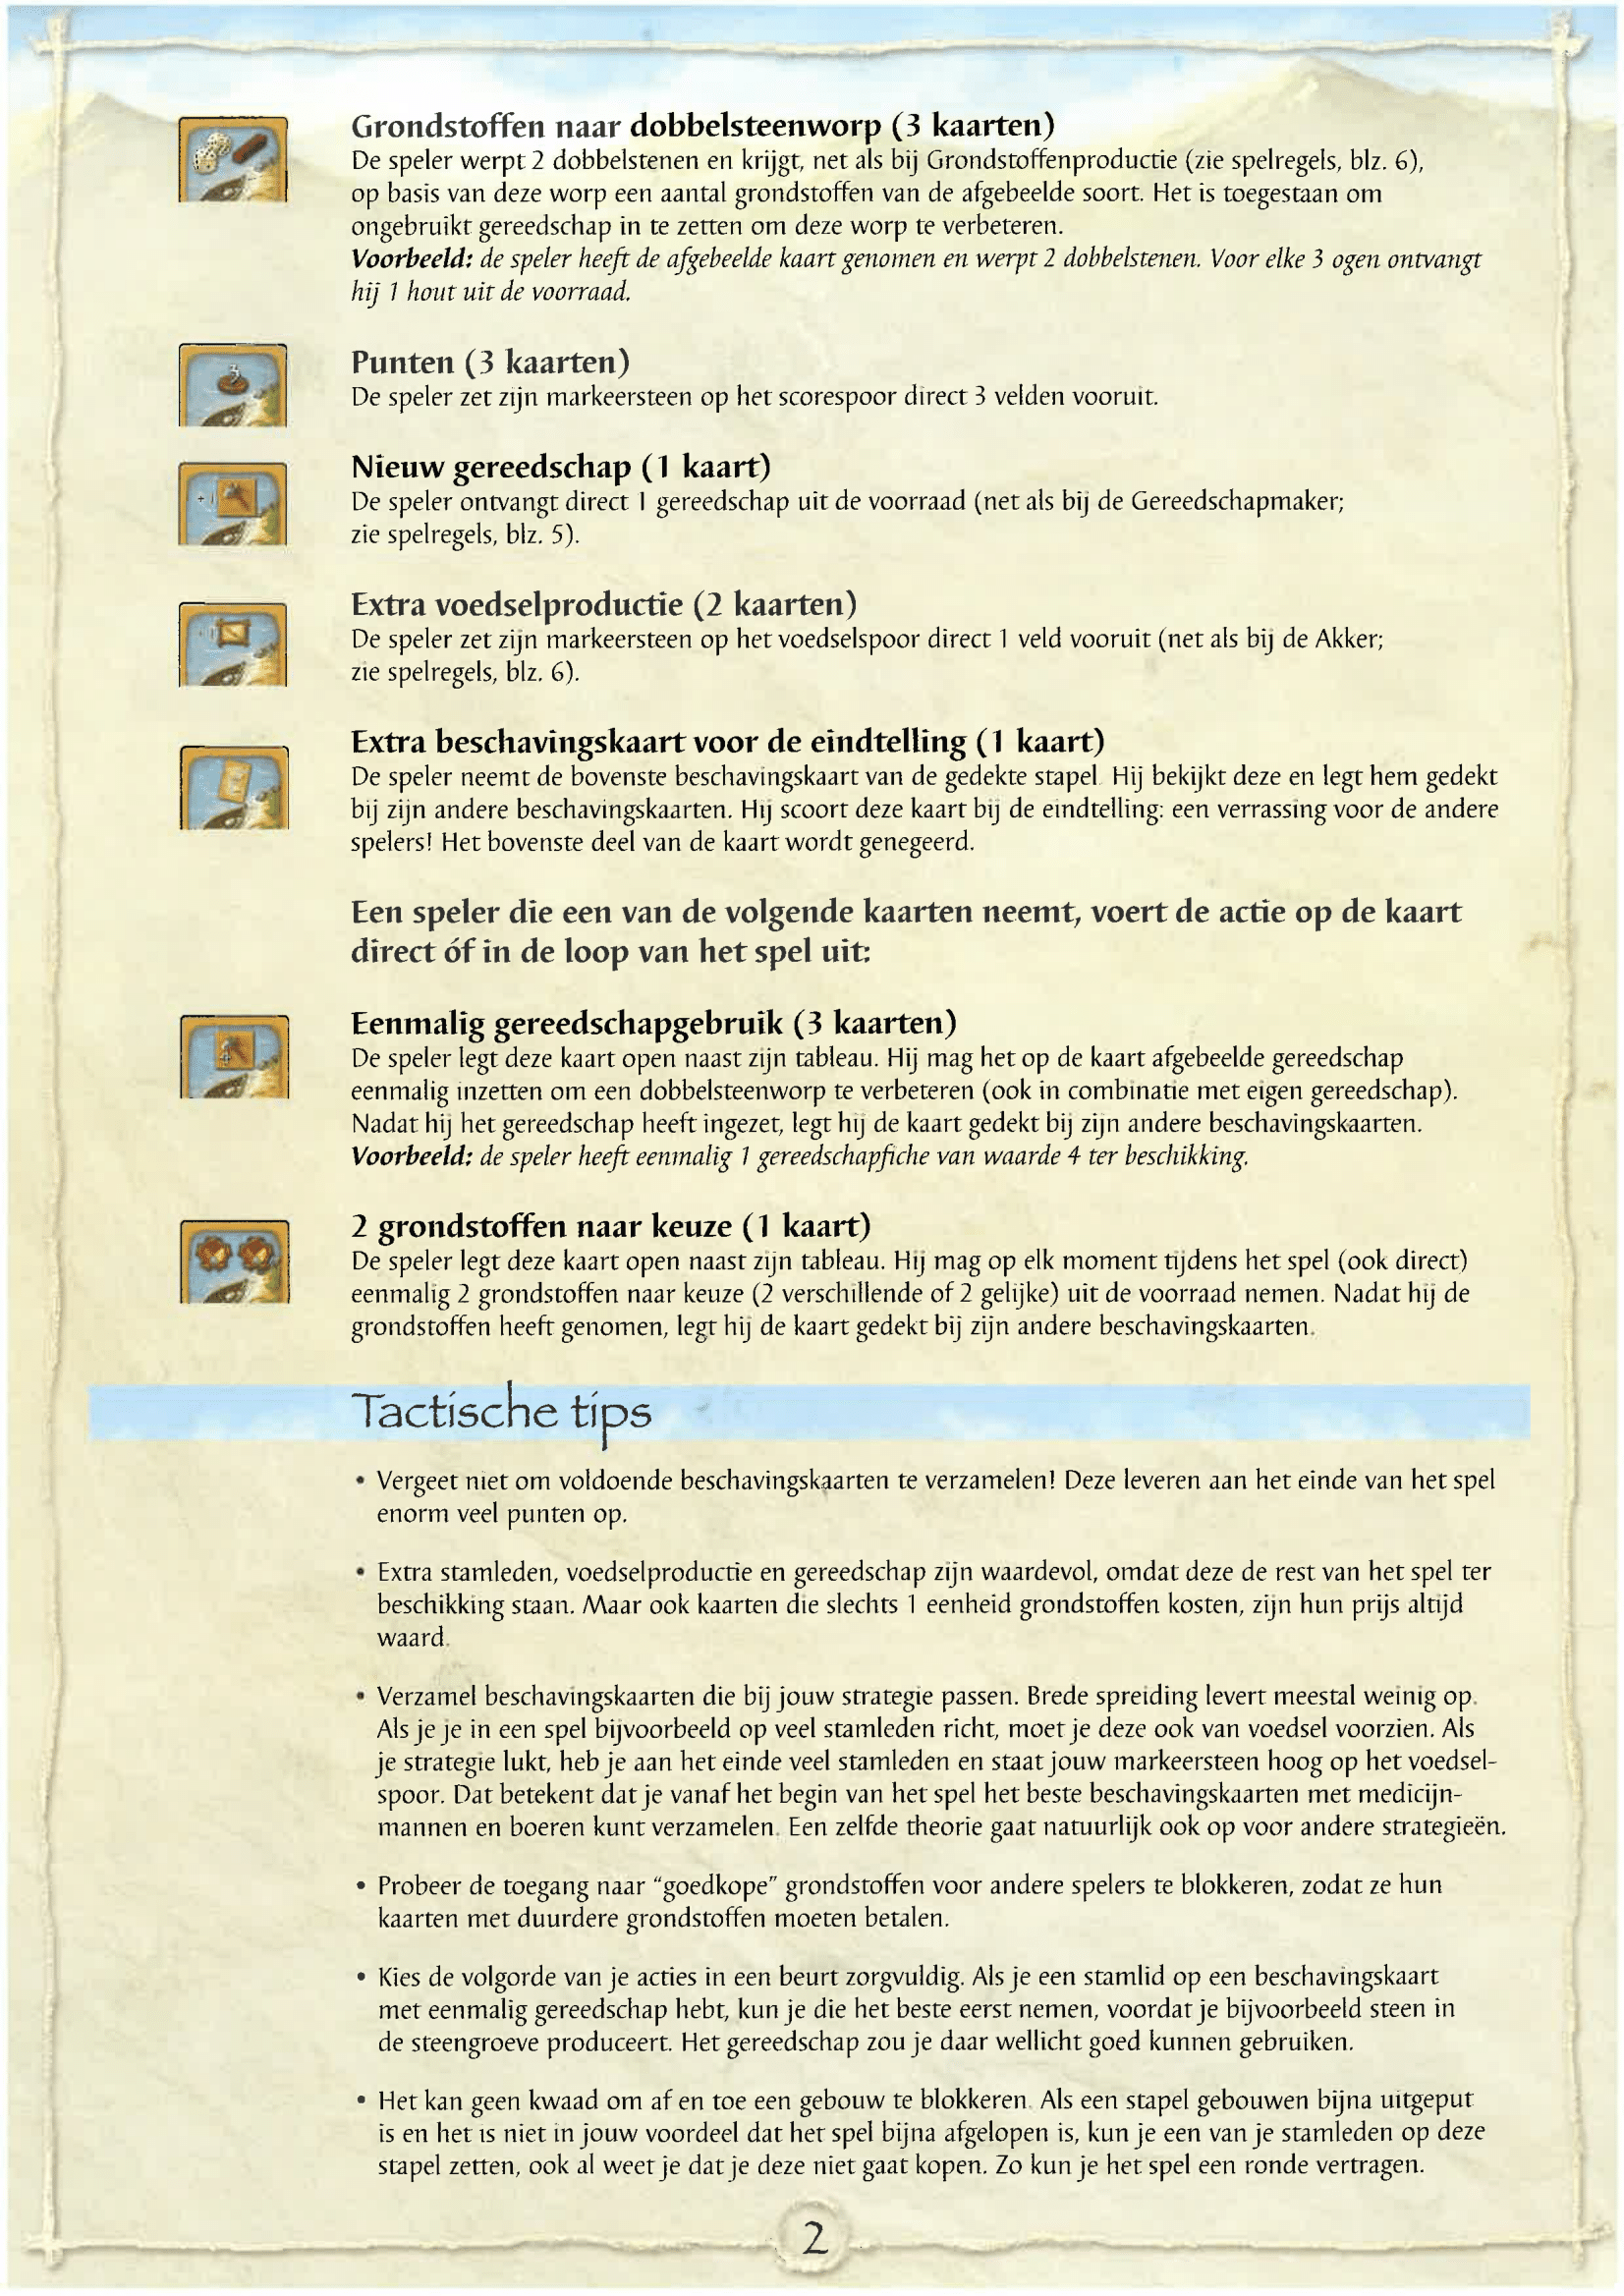 Grondstoffen naar dobbelsteenworp (3 kaarten)
De speler werpt 2 dobbelstenen en krijgt, net als bij Grondstoffenproductie (zie spelregels, blz. 6),
op basis van deze worp een aantal grondstoffen van de afgebeelde soort. Het is toegestaan om
ongebruikt gereedschap in te zetten om deze worp te verbeteren.
Voorbeeld: de speler heeft de afgebeelde kaart genomen en werpt 2 dobbelstenen. Voor elke 3 ogen ontvangt
hij 1 hout uit de voorraad.
3
Punten (3 kaarten)
De speler zet zijn markeersteen op het scorespoor direct 3 velden vooruit.
+1
Nieuw gereedschap (1 kaart)
De speler ontvangt direct 1 gereedschap uit de voorraad (net als bij de Gereedschapmaker;
zie spelregels, blz. 5).
Extra voedselproductie (2 kaarten)
De speler zet zijn markeersteen op het voedselspoor direct 1 veld vooruit (net als bij de Akker;
zie spelregels, blz. 6).
Extra beschavingskaart voor de eindtelling (1 kaart)
De speler neemt de bovenste beschavingskaart van de gedekte stapel. Hij bekijkt deze en legt hem gedekt
bij zijn andere beschavingskaarten. Hij scoort deze kaart bij de eindtelling: een verrassing voor de andere
spelers! Het bovenste deel van de kaart wordt genegeerd.
Een speler die een van de volgende kaarten neemt, voert de actie op de kaart
direct óf in de loop van het spel uit:
4
Eenmalig gereedschapgebruik (3 kaarten)
De speler legt deze kaart open naast zijn tableau. Hij mag het op de kaart afgebeelde gereedschap
eenmalig inzetten om een dobbelsteenworp te verbeteren (ook in combinatie met eigen gereedschap).
Nadat hij het gereedschap heeft ingezet, legt hij de kaart gedekt bij zijn andere beschavingskaarten.
Voorbeeld: de speler heeft eenmalig 1 gereedschapfiche van waarde 4 ter beschikking.
2 grondstoffen naar keuze (1 kaart)
De speler legt deze kaart open naast zijn tableau. Hij mag op elk moment tijdens het spel (ook direct)
eenmalig 2 grondstoffen naar keuze (2 verschillende of 2 gelijke) uit de voorraad nemen. Nadat hij de
grondstoffen heeft genomen, legt hij de kaart gedekt bij zijn andere beschavingskaarten.
Tactische tips
• Vergeet niet om voldoende beschavingskaarten te verzamelen! Deze leveren aan het einde van het spel
enorm veel punten op.
• Extra stamleden, voedselproductie en gereedschap zijn waardevol, omdat deze de rest van het spel ter
beschikking staan. Maar ook kaarten die slechts 1 eenheid grondstoffen kosten, zijn hun prijs altijd
waard.
• Verzamel beschavingskaarten die bij jouw strategie passen. Brede spreiding levert meestal weinig op.
Als je je in een spel bijvoorbeeld op veel stamleden richt, moet je deze ook van voedsel voorzien. Als
je strategie lukt, heb je aan het einde veel stamleden en staat jouw markeersteen hoog op het voedsel-
spoor. Dat betekent dat je vanaf het begin van het spel het beste beschavingskaarten met medicijn-
mannen en boeren kunt verzamelen. Een zelfde theorie gaat natuurlijk ook op voor andere strategieën.
• Probeer de toegang naar “goedkope” grondstoffen voor andere spelers te blokkeren, zodat ze hun
kaarten met duurdere grondstoffen moeten betalen.
• Kies de volgorde van je acties in een beurt zorgvuldig. Als je een stamlid op een beschavingskaart
met eenmalig gereedschap hebt, kun je die het beste eerst nemen, voordat je bijvoorbeeld steen in
de steengroeve produceert. Het gereedschap zou je daar wellicht goed kunnen gebruiken.
• Het kan geen kwaad om af en toe een gebouw te blokkeren. Als een stapel gebouwen bijna uitgeput
is en het is niet in jouw voordeel dat het spel bijna afgelopen is, kun je een van je stamleden op deze
stapel zetten, ook al weet je dat je deze niet gaat kopen. Zo kun je het spel een ronde vertragen.
2